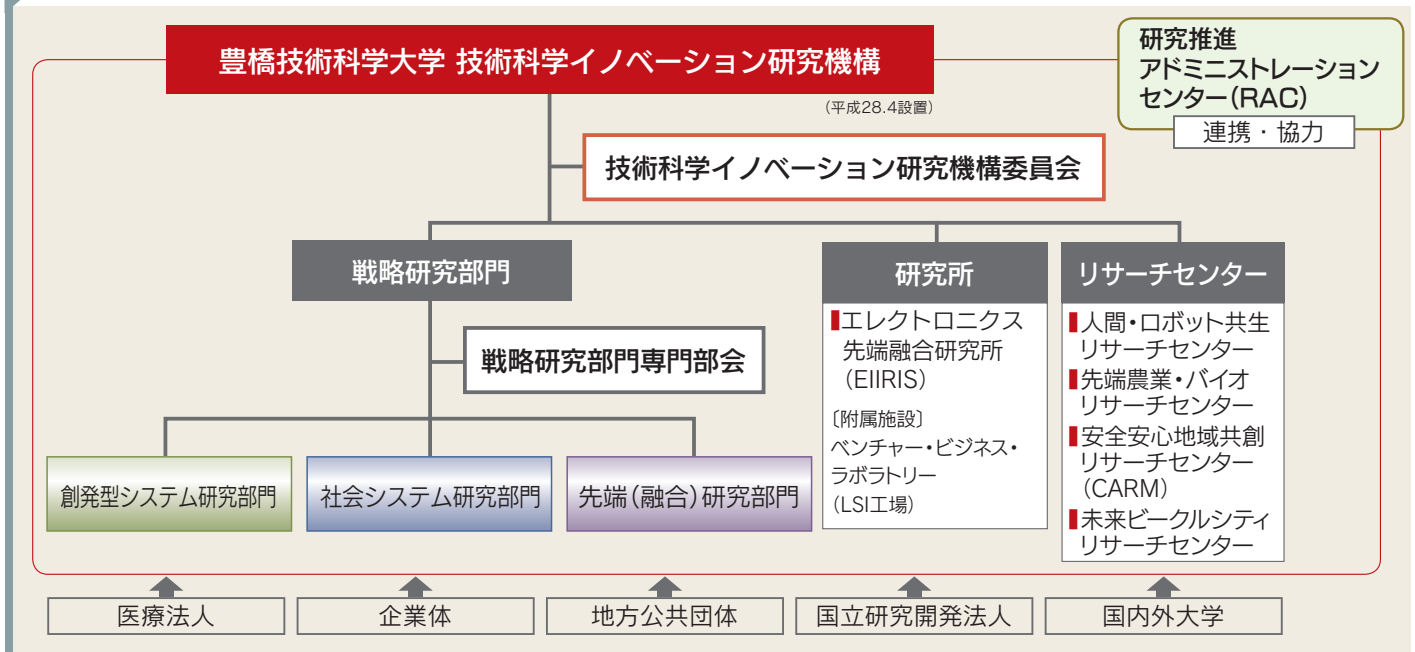 豊橋技術科学大学 技術科学イノベーション研究機構
(平成28.4設置)
研究推進
アドミニストレーション
センター(RAC)
連携・協力
技術科学イノベーション研究機構委員会
戦略研究部門
戦略研究部門専門部会
創発型システム研究部門
社会システム研究部門
先端(融合)研究部門
研究所
エレクトロニクス
先端融合研究所
(EIIRIS)
〔附属施設〕
ベンチャー・ビジネス・
ラボラトリー
(LSI工場)
リサーチセンター
人間・ロボット共生
リサーチセンター
先端農業・バイオ
リサーチセンター
安全安心地域共創
リサーチセンター
(CARM)
未来ビークルシティ
リサーチセンター
医療法人
企業体
地方公共団体
国立研究開発法人
国内外大学